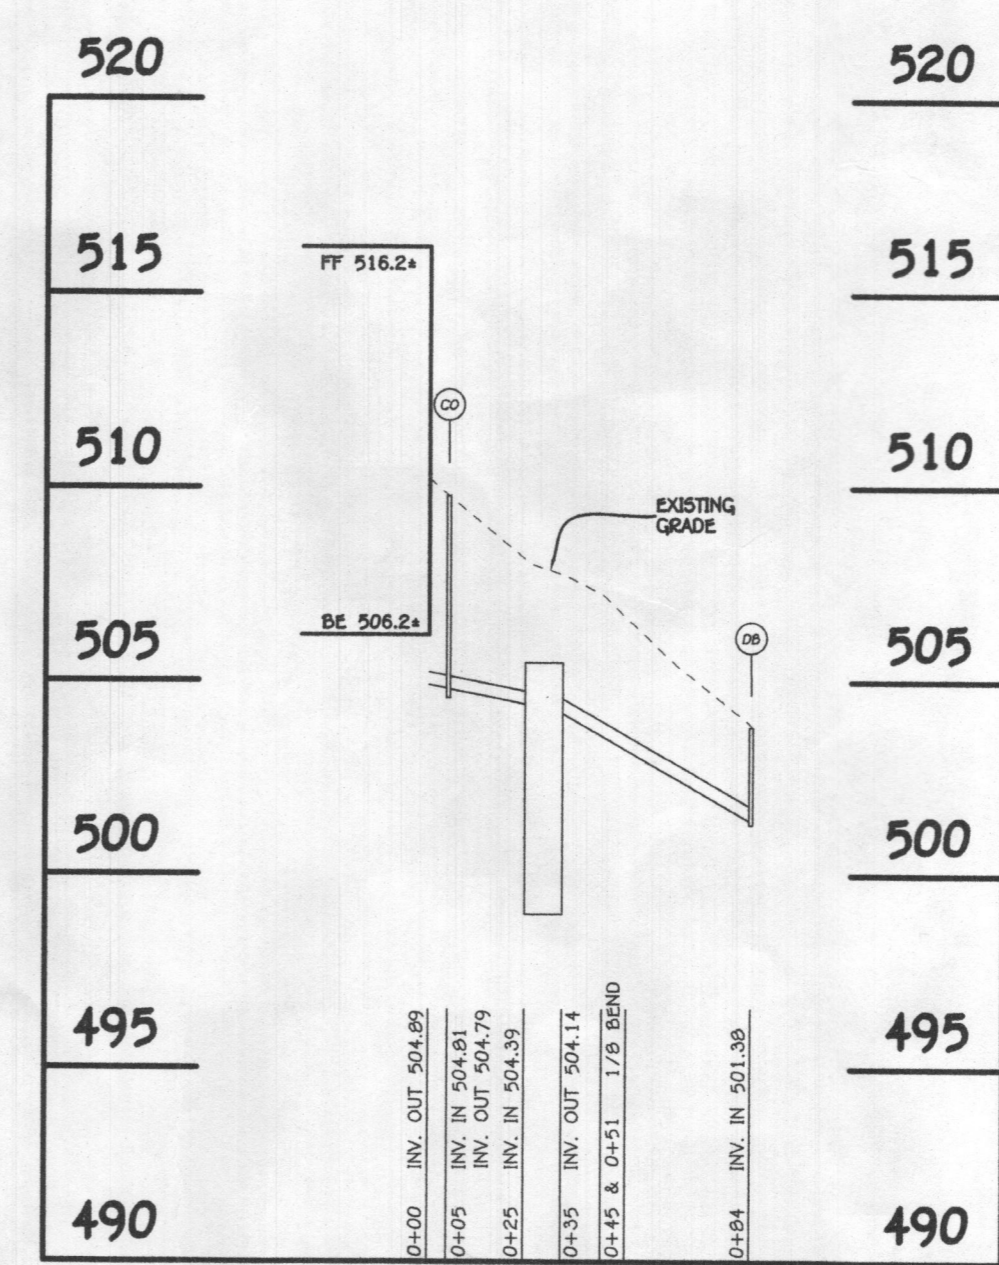 520
520
515
515
FF 516.2±
CO
510
510
EXISTING
GRADE
BE 506.2±
505
505
DB
500
500
495
495
0+00 INV. OUT 504.89
0+05 INV. IN 504.81
INV. OUT 504.79
0+25 INV. IN 504.39
0+35 INV. OUT 504.14
0+45 & 0+51 1/8 BEND
0+84 INV. IN 501.38
490
490